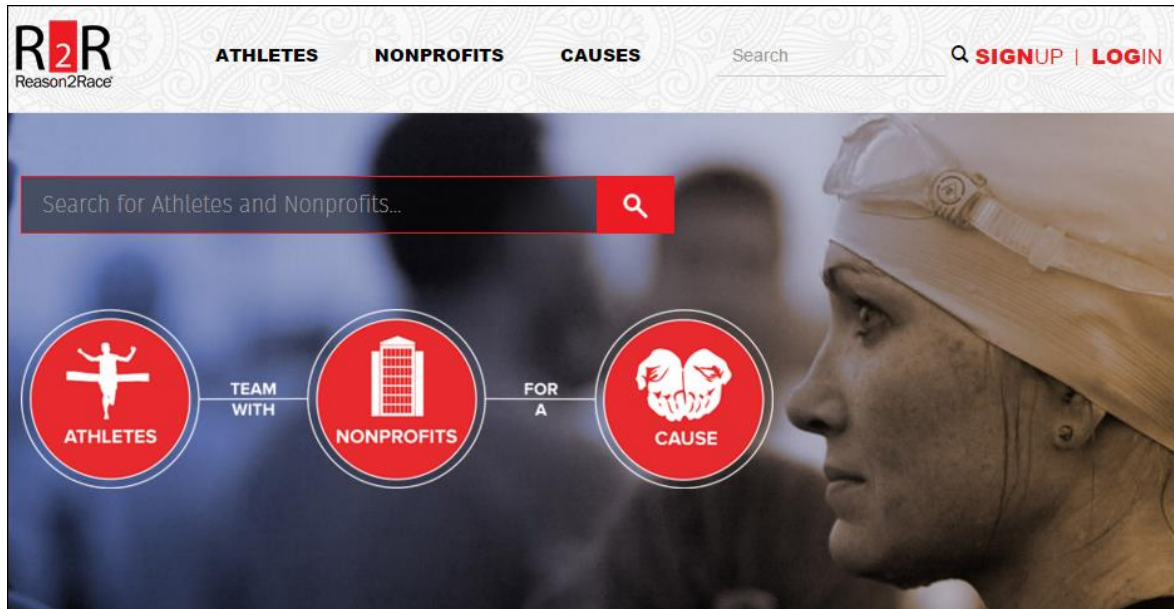 R2R
Reason2Race®
ATHLETES NONPROFITS CAUSES Search SIGNUP | LOGIN
Search for Athletes and Nonprofits...
ATHLETES
TEAM
WITH
NONPROFITS
FOR
A
CAUSE